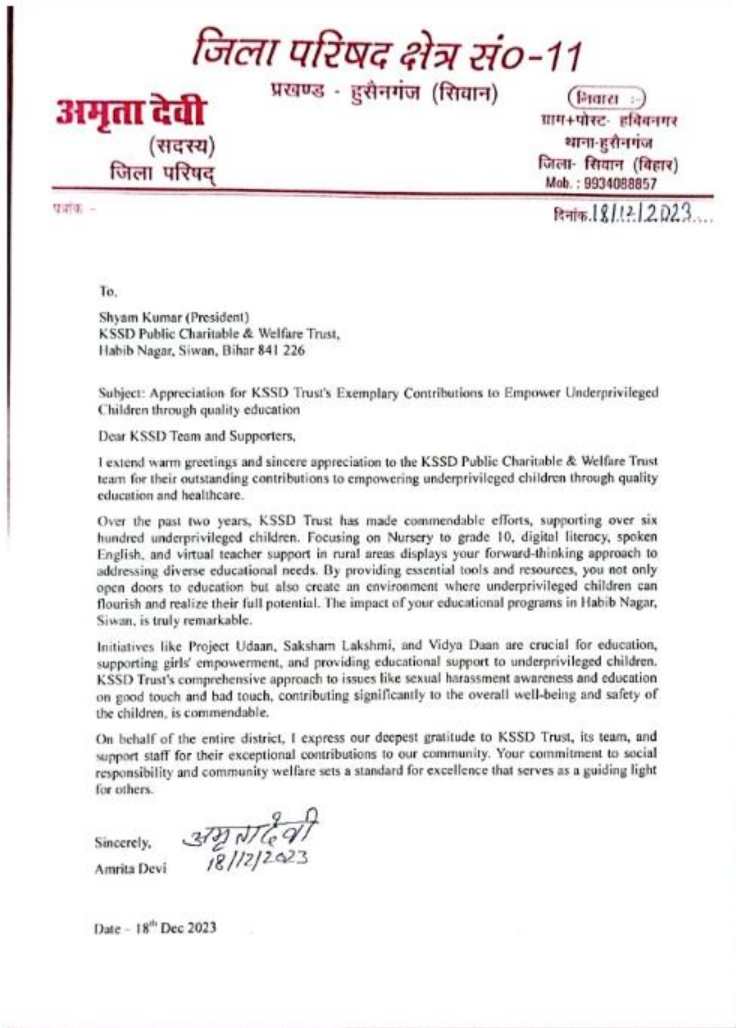 जिला परिषद क्षेत्र सं०-11
प्रखण्ड - हुसैनगंज (सिवान)
अमृता देवी
(सदस्य)
जिला परिषद्
निवास :-
ग्राम+पोस्ट- हबिबनगर
थाना-हुसैनगंज
जिला- सिवान (बिहार)
Mob. : 9934088857
पत्रांक -
दिनांक.18/12/2023....
To,
Shyam Kumar (President)
KSSD Public Charitable & Welfare Trust,
Habib Nagar, Siwan, Bihar 841 226
Subject: Appreciation for KSSD Trust's Exemplary Contributions to Empower Underprivileged
Children through quality education
Dear KSSD Team and Supporters,
I extend warm greetings and sincere appreciation to the KSSD Public Charitable & Welfare Trust
team for their outstanding contributions to empowering underprivileged children through quality
education and healthcare.
Over the past two years, KSSD Trust has made commendable efforts, supporting over six
hundred underprivileged children. Focusing on Nursery to grade 10, digital literacy, spoken
English, and virtual teacher support in rural areas displays your forward-thinking approach to
addressing diverse educational needs. By providing essential tools and resources, you not only
open doors to education but also create an environment where underprivileged children can
flourish and realize their full potential. The impact of your educational programs in Habib Nagar,
Siwan, is truly remarkable.
Initiatives like Project Udaan, Saksham Lakshmi, and Vidya Daan are crucial for education,
supporting girls' empowerment, and providing educational support to underprivileged children.
KSSD Trust's comprehensive approach to issues like sexual harassment awareness and education
on good touch and bad touch, contributing significantly to the overall well-being and safety of
the children, is commendable.
On behalf of the entire district, I express our deepest gratitude to KSSD Trust, its team, and
support staff for their exceptional contributions to our community. Your commitment to social
responsibility and community welfare sets a standard for excellence that serves as a guiding light
for others.
Sincerely,
अमृता देवी
18/12/2023
Amrita Devi
Date - 18th Dec 2023